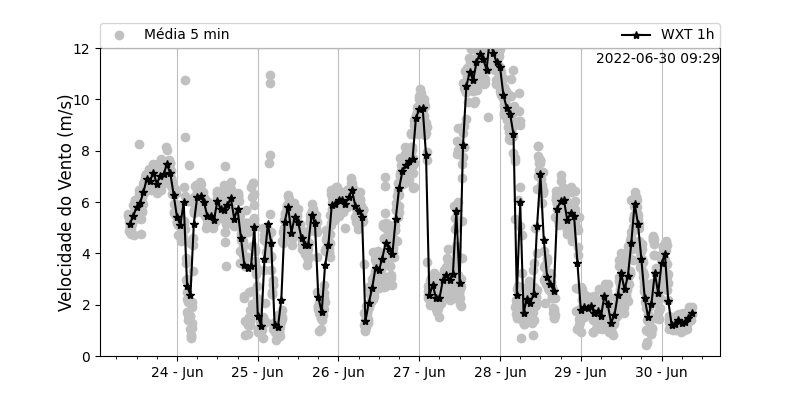 Média 5 min
WXT 1h
2022-06-30 09:29
Velocidade do Vento (m/s)
12
10
8
6
4
2
0
24 - Jun
25 - Jun
26 - Jun
27 - Jun
28 - Jun
29 - Jun
30 - Jun